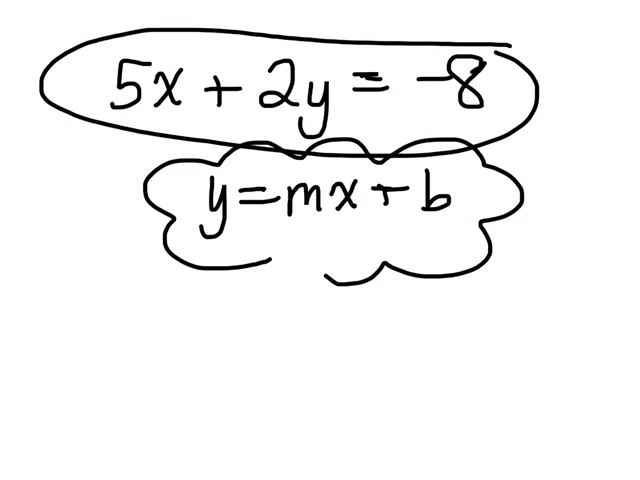 5x + 2y = -8
y = mx + b